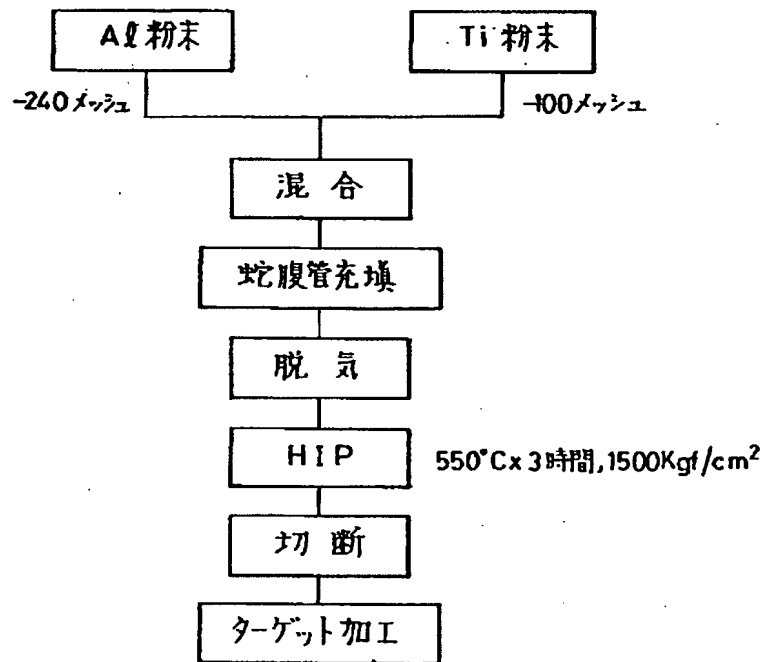 Aℓ粉末
Ti粉末
-240メッシュ
-100メッシュ
混合
蛇腹管充塡
脱気
HIP
550°C×3時間,1500Kgf/cm²
切断
ターゲット加工